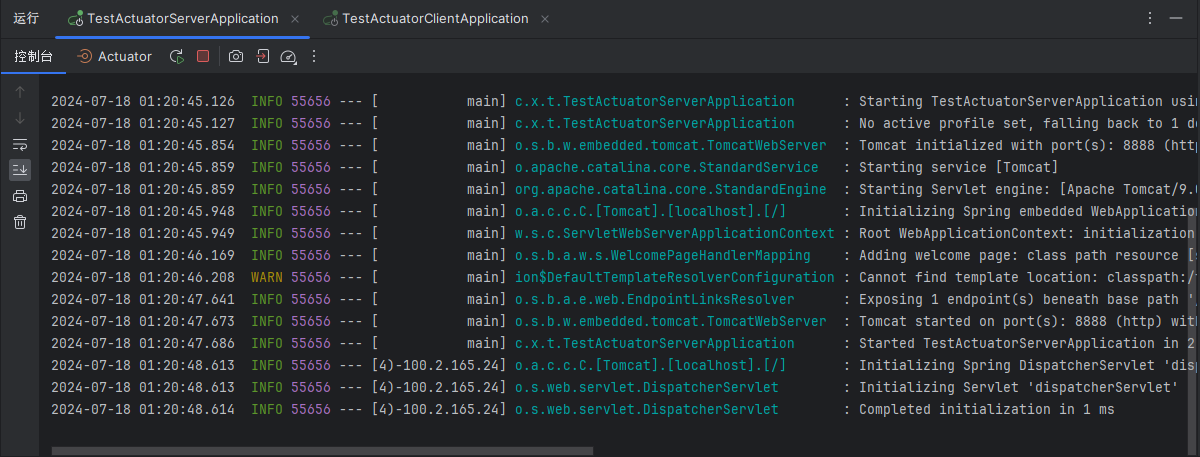 运行 TestActuatorServerApplication × TestActuatorClientApplication ×
控制台 Actuator
2024-07-18 01:20:45.126  INFO 55656 --- [           main] c.x.t.TestActuatorServerApplication      : Starting TestActuatorServerApplication usin
2024-07-18 01:20:45.127  INFO 55656 --- [           main] c.x.t.TestActuatorServerApplication      : No active profile set, falling back to 1 de
2024-07-18 01:20:45.854  INFO 55656 --- [           main] o.s.b.w.embedded.tomcat.TomcatWebServer  : Tomcat initialized with port(s): 8888 (http
2024-07-18 01:20:45.859  INFO 55656 --- [           main] o.apache.catalina.core.StandardService   : Starting service [Tomcat]
2024-07-18 01:20:45.859  INFO 55656 --- [           main] org.apache.catalina.core.StandardEngine  : Starting Servlet engine: [Apache Tomcat/9.0
2024-07-18 01:20:45.948  INFO 55656 --- [           main] o.a.c.c.C.[Tomcat].[localhost].[/]       : Initializing Spring embedded WebApplication
2024-07-18 01:20:45.949  INFO 55656 --- [           main] w.s.c.ServletWebServerApplicationContext : Root WebApplicationContext: initialization
2024-07-18 01:20:46.169  INFO 55656 --- [           main] o.s.b.a.w.s.WelcomePageHandlerMapping    : Adding welcome page: class path resource [s
2024-07-18 01:20:46.208  WARN 55656 --- [           main] ion$DefaultTemplateResolverConfiguration : Cannot find template location: classpath:/t
2024-07-18 01:20:47.641  INFO 55656 --- [           main] o.s.b.a.e.web.EndpointLinksResolver      : Exposing 1 endpoint(s) beneath base path '/
2024-07-18 01:20:47.673  INFO 55656 --- [           main] o.s.b.w.embedded.tomcat.TomcatWebServer  : Tomcat started on port(s): 8888 (http) with
2024-07-18 01:20:47.686  INFO 55656 --- [           main] c.x.t.TestActuatorServerApplication      : Started TestActuatorServerApplication in 2
2024-07-18 01:20:48.613  INFO 55656 --- [4)-100.2.165.24] o.a.c.c.C.[Tomcat].[localhost].[/]       : Initializing Spring DispatcherServlet 'disp
2024-07-18 01:20:48.613  INFO 55656 --- [4)-100.2.165.24] o.s.web.servlet.DispatcherServlet        : Initializing Servlet 'dispatcherServlet'
2024-07-18 01:20:48.614  INFO 55656 --- [4)-100.2.165.24] o.s.web.servlet.DispatcherServlet        : Completed initialization in 1 ms